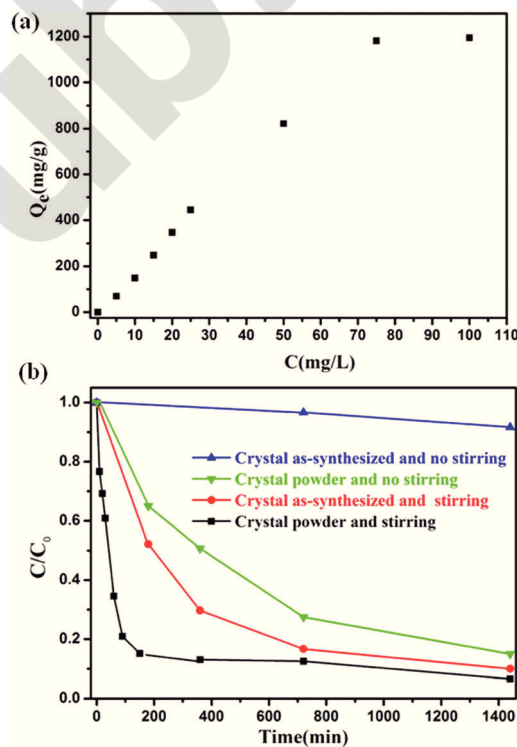 (a)
1200
1000
800
600
400
200
0
Qe(mg/g)
0 10 20 30 40 50 60 70 80 90 100 110
C(mg/L)
(b)
1.0
0.8
0.6
0.4
0.2
0.0
C/C0
Crystal as-synthesized and no stirring
Crystal powder and no stirring
Crystal as-synthesized and stirring
Crystal powder and stirring
0 200 400 600 800 1000 1200 1400
Time(min)